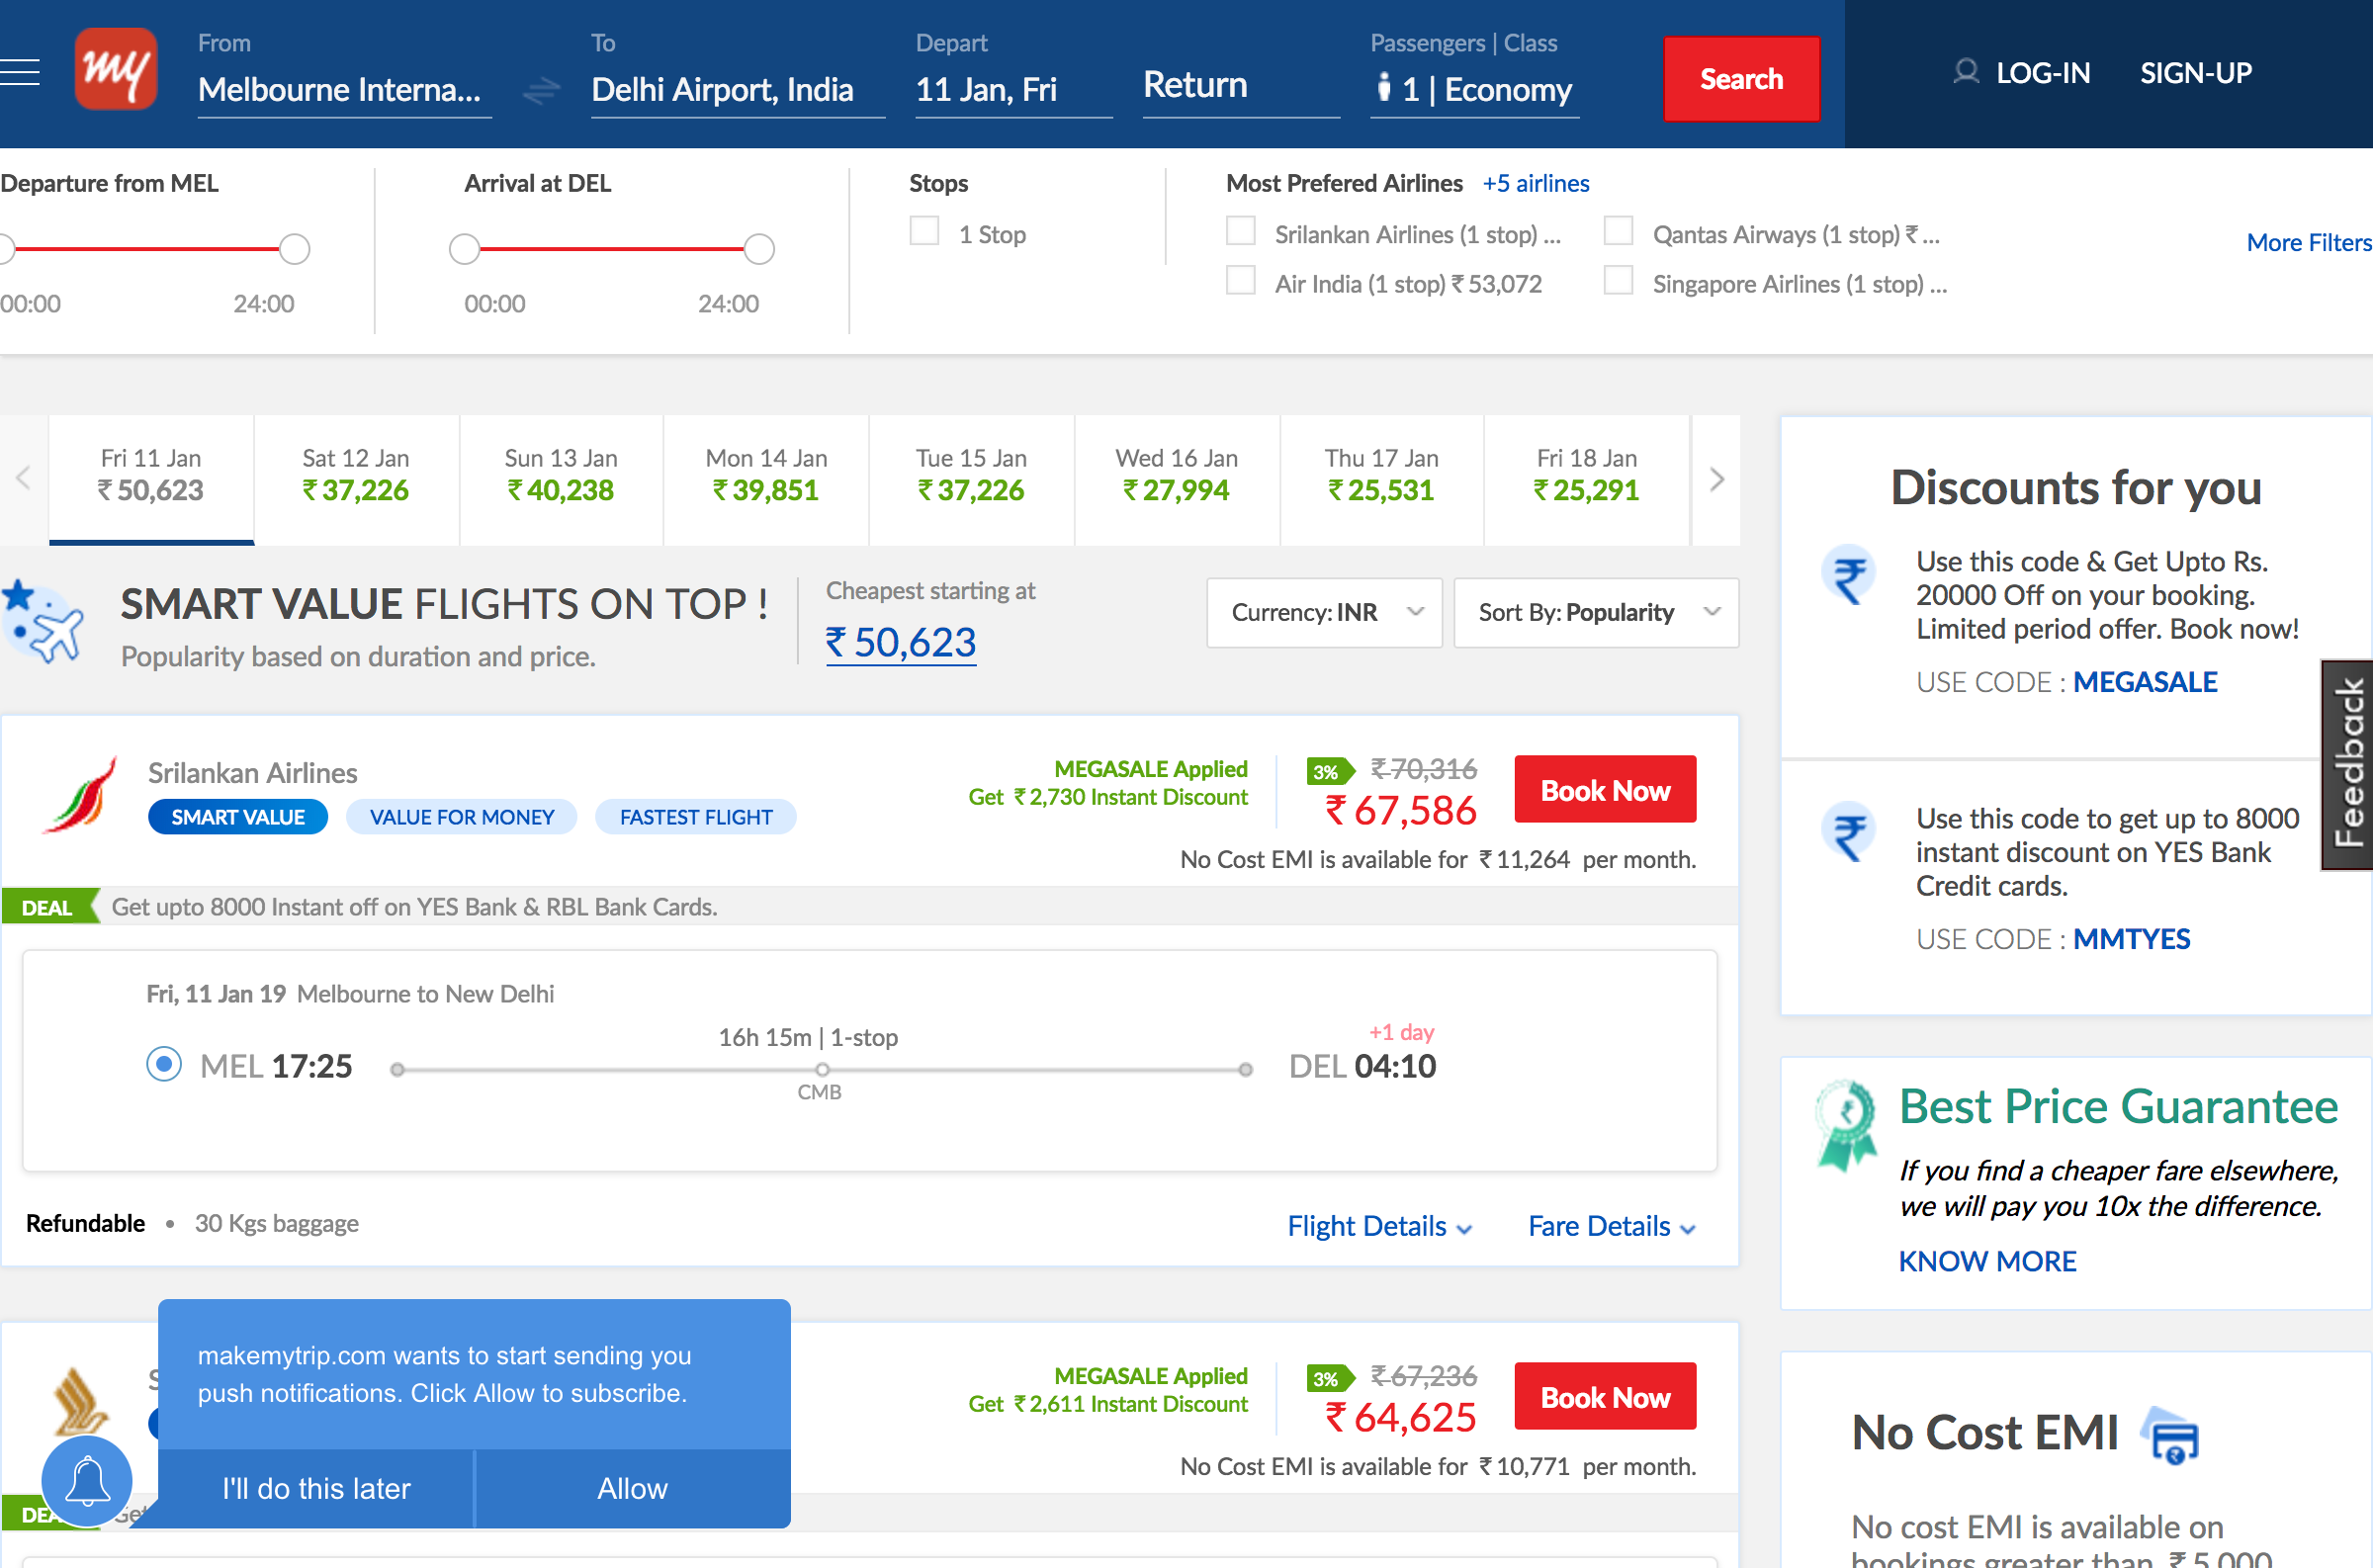 my
From
Melbourne Interna...
To
Delhi Airport, India
Depart
11 Jan, Fri
Return
Passengers | Class
1 | Economy
Search
LOG-IN
SIGN-UP
Departure from MEL
00:00
24:00
Arrival at DEL
00:00
24:00
Stops
1 Stop
Most Prefered Airlines +5 airlines
Srilankan Airlines (1 stop) ...
Qantas Airways (1 stop) ₹ ...
Air India (1 stop) ₹ 53,072
Singapore Airlines (1 stop) ...
More Filters
Fri 11 Jan
₹ 50,623
Sat 12 Jan
₹ 37,226
Sun 13 Jan
₹ 40,238
Mon 14 Jan
₹ 39,851
Tue 15 Jan
₹ 37,226
Wed 16 Jan
₹ 27,994
Thu 17 Jan
₹ 25,531
Fri 18 Jan
₹ 25,291
SMART VALUE FLIGHTS ON TOP !
Popularity based on duration and price.
Cheapest starting at
₹ 50,623
Currency: INR
Sort By: Popularity
Srilankan Airlines
SMART VALUE
VALUE FOR MONEY
FASTEST FLIGHT
MEGASALE Applied
Get ₹ 2,730 Instant Discount
3%
₹ 70,316
₹ 67,586
Book Now
No Cost EMI is available for ₹ 11,264 per month.
DEAL
Get upto 8000 Instant off on YES Bank & RBL Bank Cards.
Fri, 11 Jan 19 Melbourne to New Delhi
MEL 17:25
16h 15m | 1-stop
CMB
+1 day
DEL 04:10
Refundable • 30 Kgs baggage
Flight Details
Fare Details
makemytrip.com wants to start sending you
push notifications. Click Allow to subscribe.
I'll do this later
Allow
MEGASALE Applied
Get ₹ 2,611 Instant Discount
3%
₹ 67,236
₹ 64,625
Book Now
No Cost EMI is available for ₹ 10,771 per month.
Discounts for you
Use this code & Get Upto Rs.
20000 Off on your booking.
Limited period offer. Book now!
USE CODE : MEGASALE
Use this code to get up to 8000
instant discount on YES Bank
Credit cards.
USE CODE : MMTYES
Feedback
Best Price Guarantee
If you find a cheaper fare elsewhere,
we will pay you 10x the difference.
KNOW MORE
No Cost EMI
No cost EMI is available on
bookings greater than ₹ 5,000